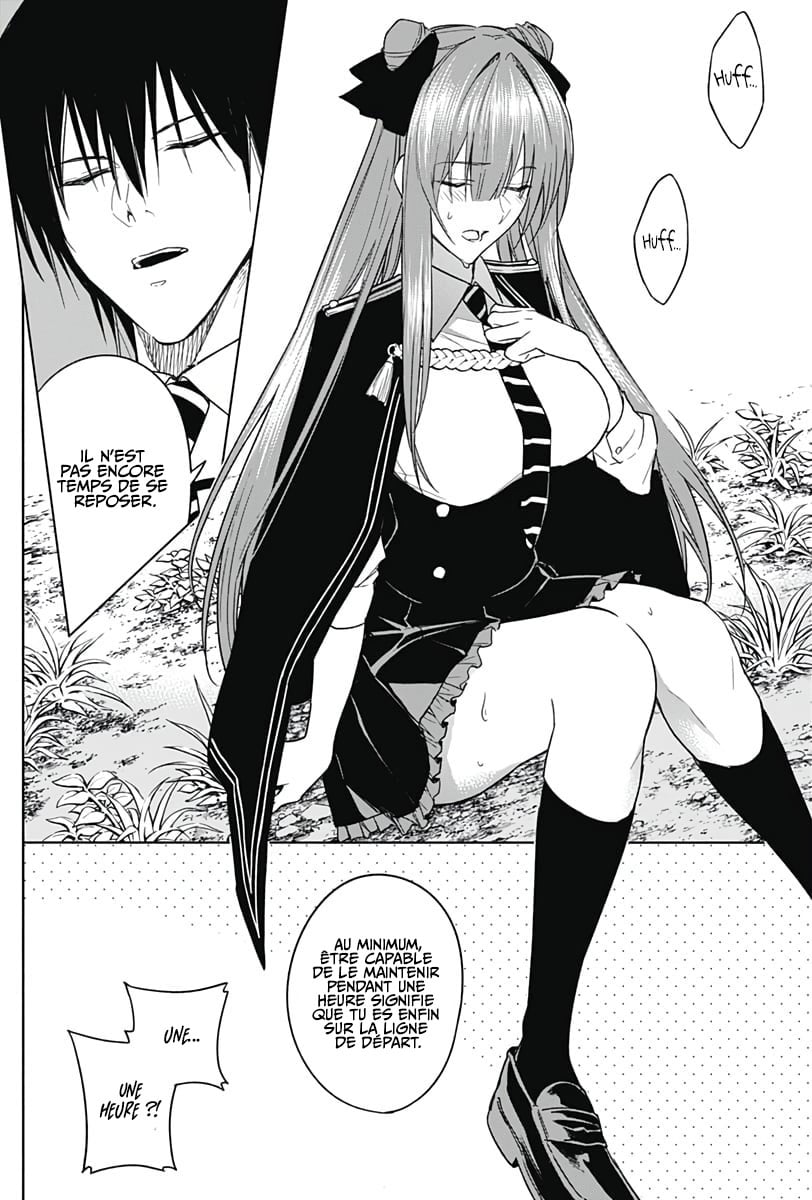 Huff...
Huff...
IL N'EST
PAS ENCORE
TEMPS DE SE
REPOSER.
AU MINIMUM,
ÊTRE CAPABLE
DE LE MAINTENIR
PENDANT UNE
HEURE SIGNIFIE
QUE TU ES ENFIN
SUR LA LIGNE
DE DÉPART.
UNE...
UNE
HEURE ?!